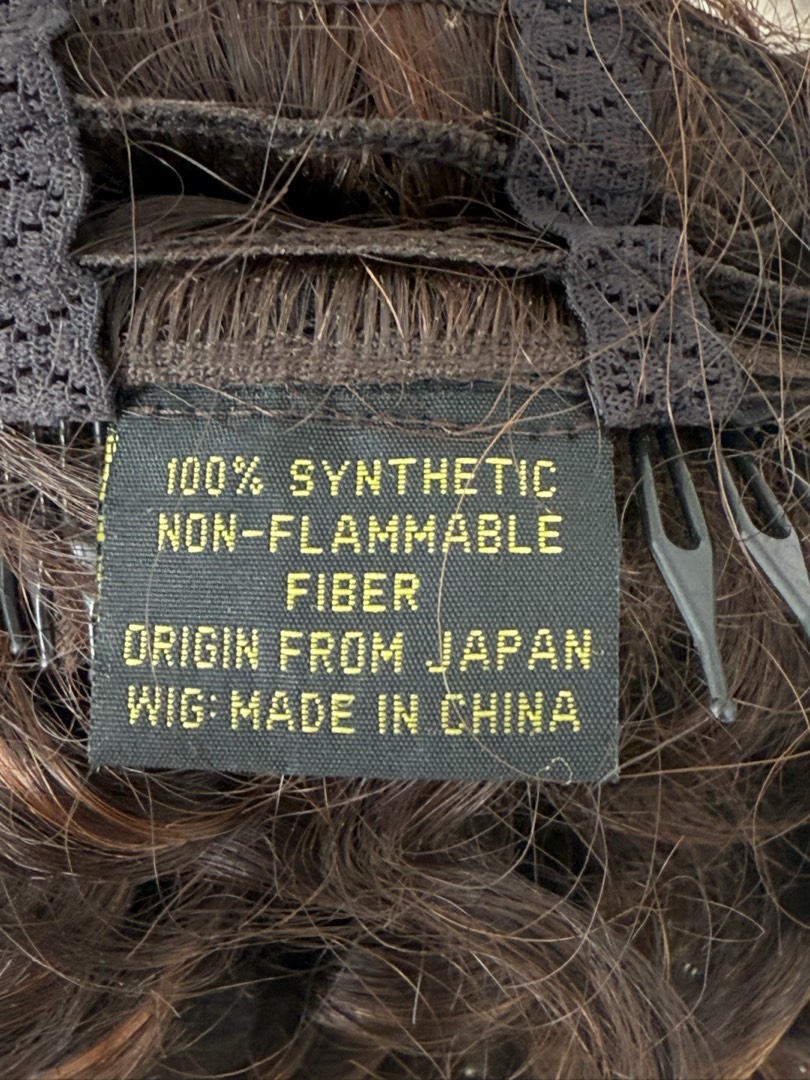 100% SYNTHETIC
NON-FLAMMABLE
FIBER
ORIGIN FROM JAPAN
WIG: MADE IN CHINA